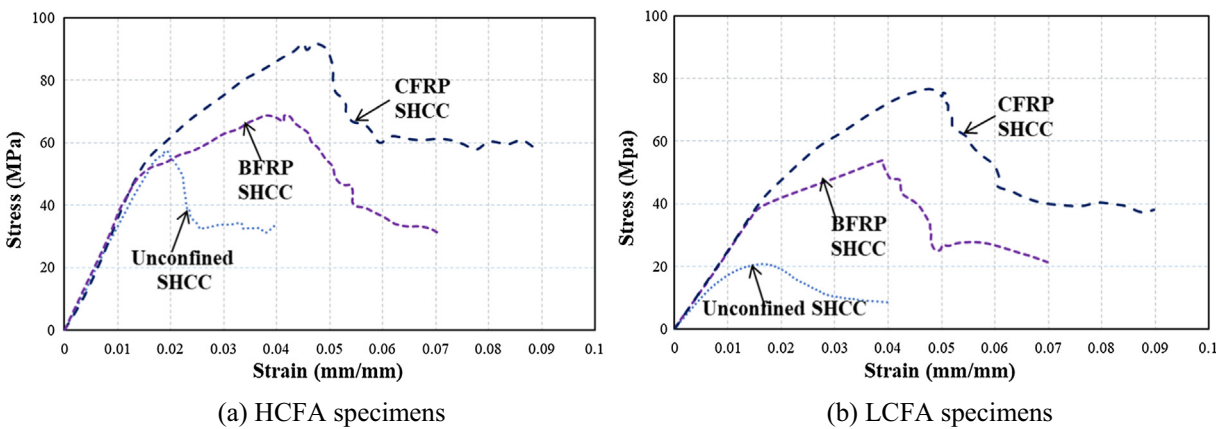 100
80
60
40
20
0
Stress (MPa)
0 0.01 0.02 0.03 0.04 0.05 0.06 0.07 0.08 0.09 0.1
Strain (mm/mm)
CFRP
SHCC
BFRP
SHCC
Unconfined
SHCC
(a) HCFA specimens
100
80
60
40
20
0
Stress (Mpa)
0 0.01 0.02 0.03 0.04 0.05 0.06 0.07 0.08 0.09 0.1
Strain (mm/mm)
CFRP
SHCC
BFRP
SHCC
Unconfined SHCC
(b) LCFA specimens